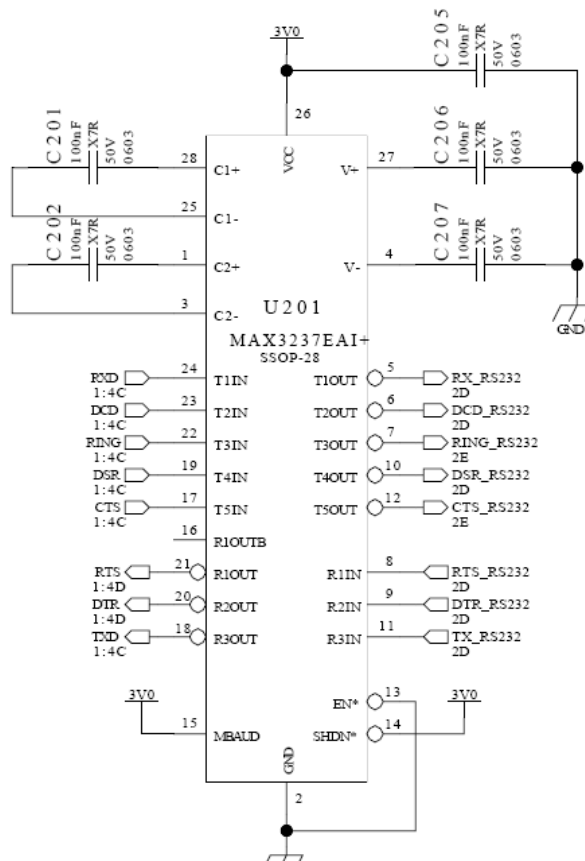 3V0
C205
100nF
X7R
50V
0603
26
VCC
C201
100nF
X7R
50V
0603
28
C1+
V+
27
C206
100nF
X7R
50V
0603
25
C1-
C202
100nF
X7R
50V
0603
1
C2+
V-
4
C207
100nF
X7R
50V
0603
3
C2-
GND
U201
MAX3237EAI+
SSOP-28
RXD
1:4C
24
T1IN
T1OUT
5
RX_RS232
2D
DCD
1:4C
23
T2IN
T2OUT
6
DCD_RS232
2D
RING
1:4C
22
T3IN
T3OUT
7
RING_RS232
2E
DSR
1:4C
19
T4IN
T4OUT
10
DSR_RS232
2D
CTS
1:4C
17
T5IN
T5OUT
12
CTS_RS232
2E
16
R1OUTB
RTS
1:4D
21
R1OUT
R1IN
8
RTS_RS232
2D
DTR
1:4D
20
R2OUT
R2IN
9
DTR_RS232
2D
TXD
1:4C
18
R3OUT
R3IN
11
TX_RS232
2D
3V0
15
MBAUD
EN*
13
SHDN*
14
3V0
GND
2